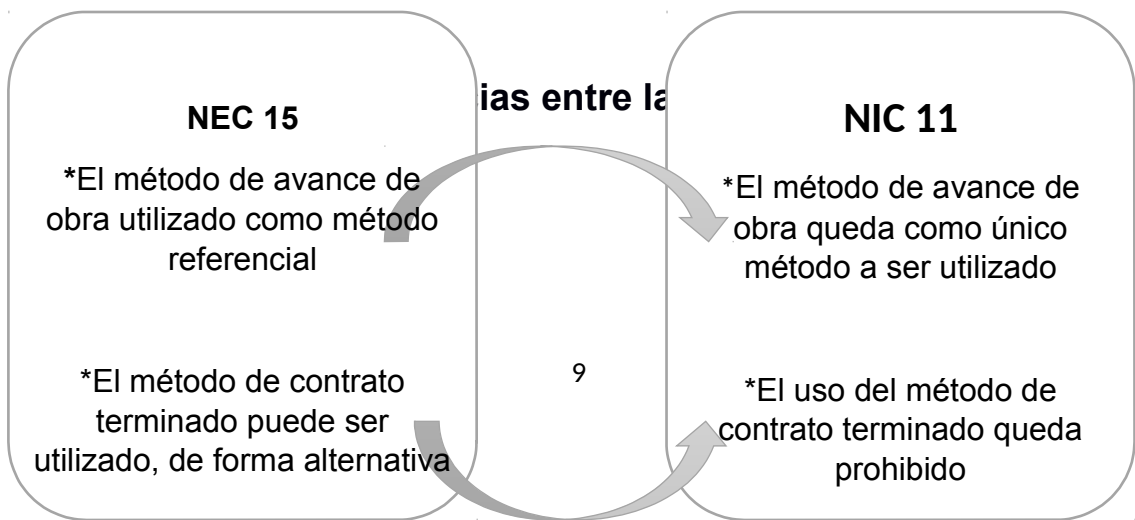 ias entre la
NEC 15
*El método de avance de
obra utilizado como método
referencial
*El método de contrato
terminado puede ser
utilizado, de forma alternativa
9
NIC 11
*El método de avance de
obra queda como único
método a ser utilizado
*El uso del método de
contrato terminado queda
prohibido